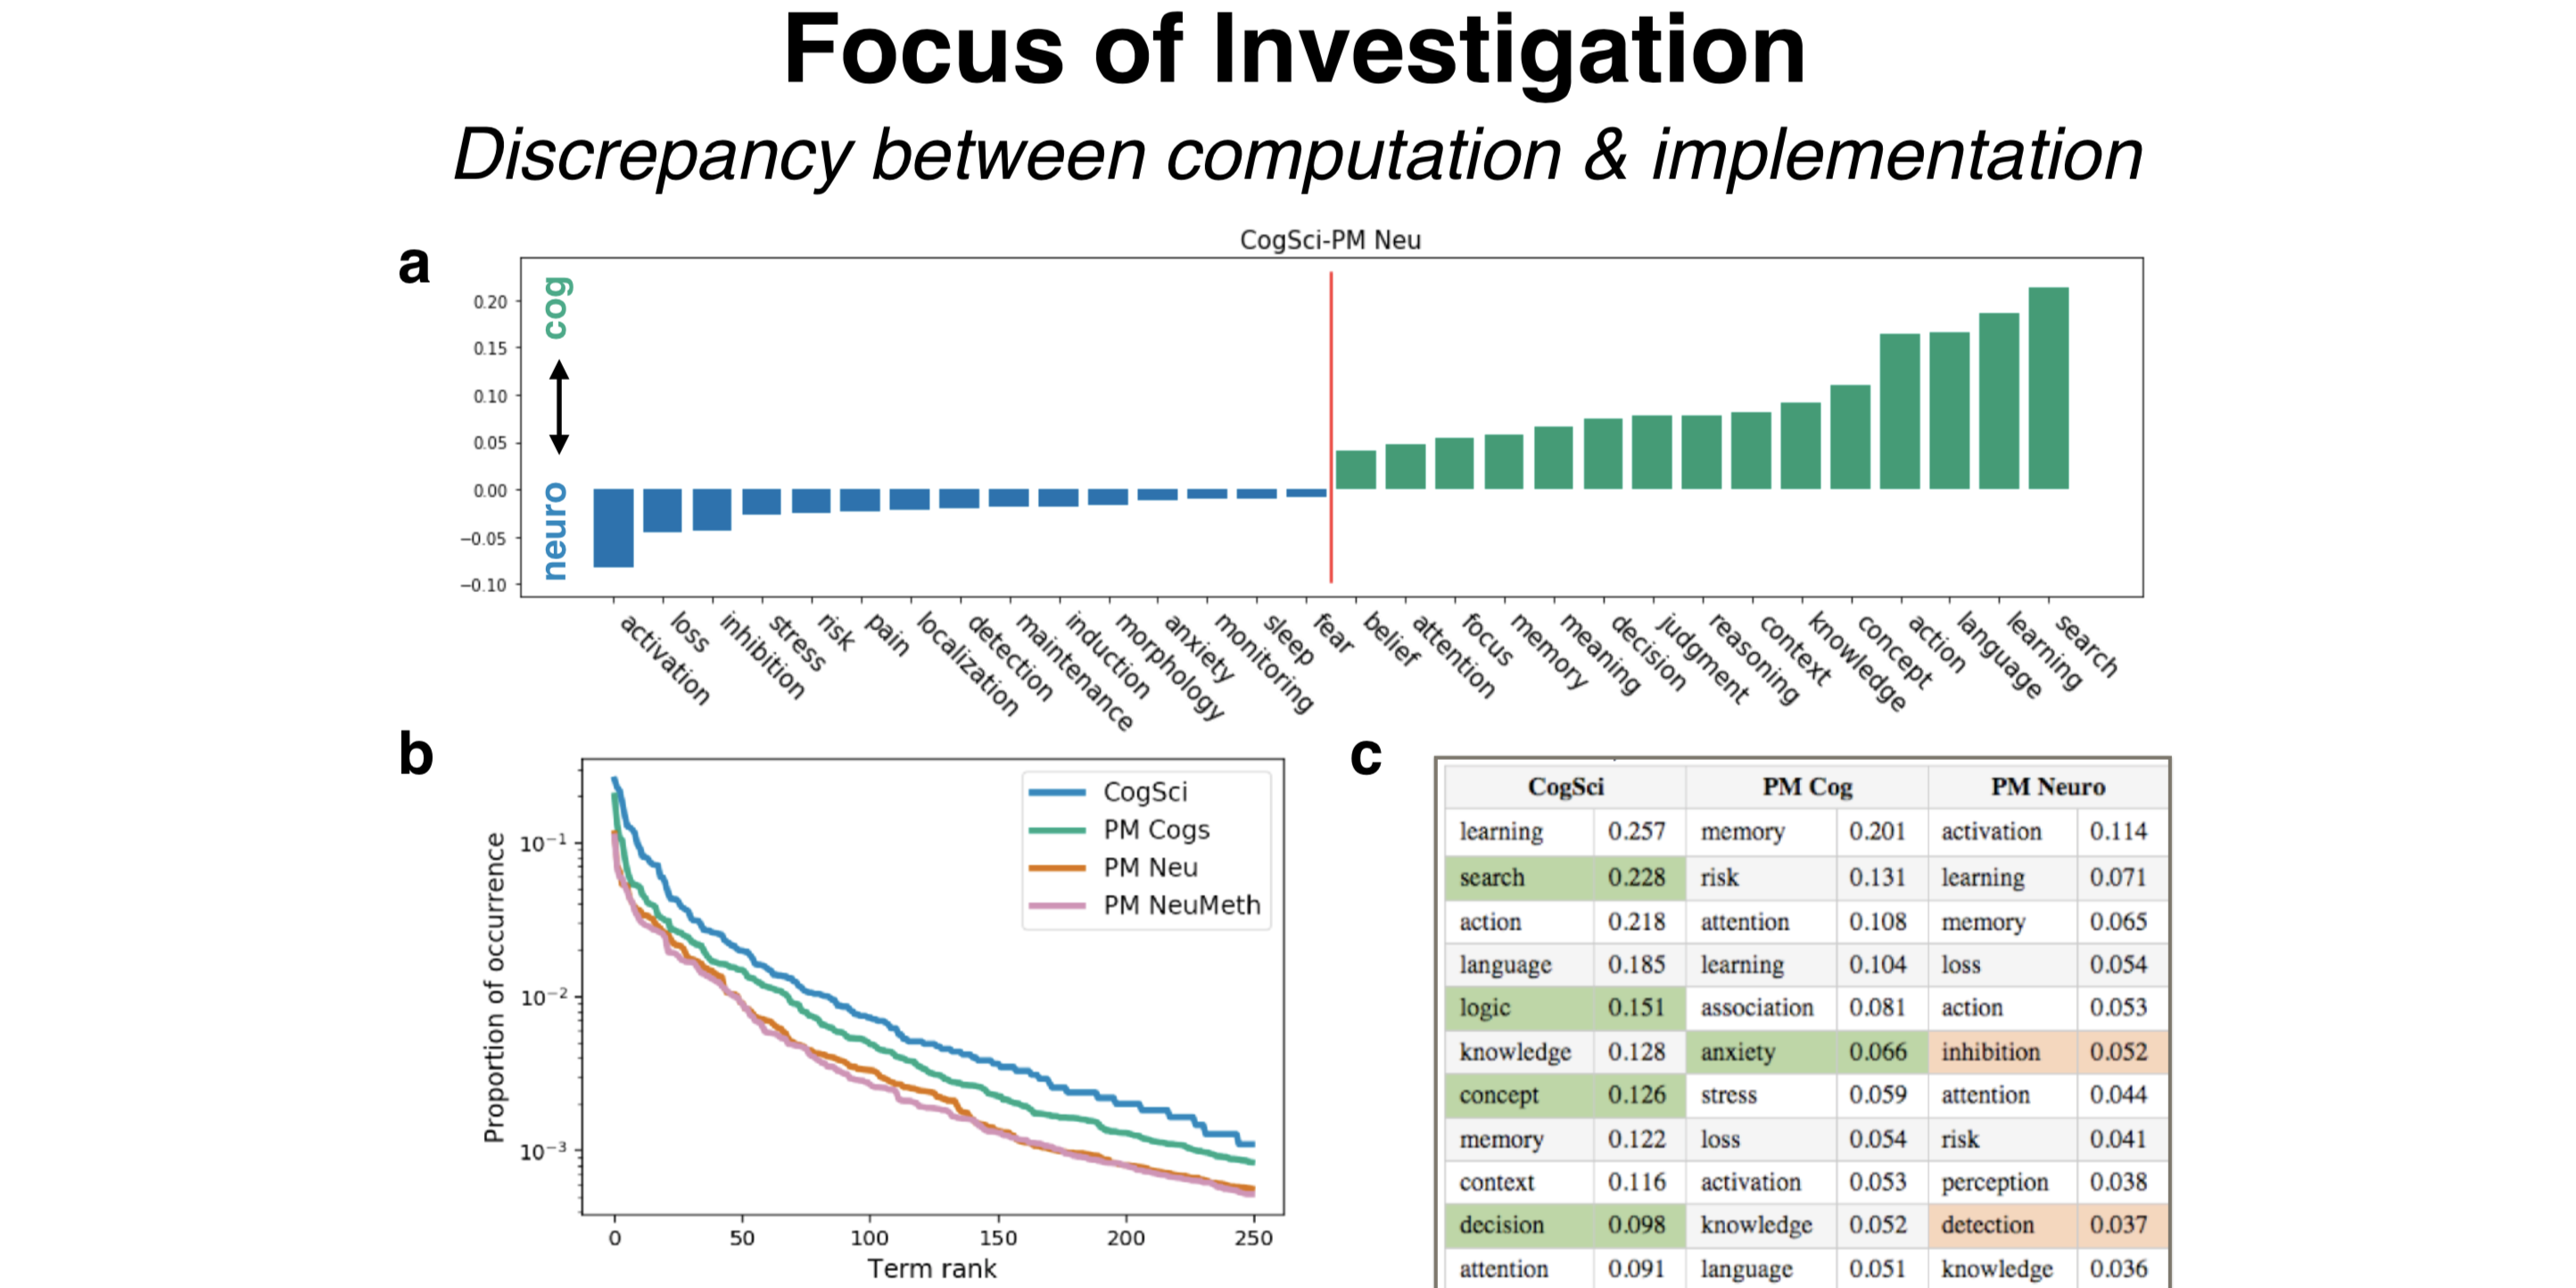 Focus of Investigation
Discrepancy between computation & implementation
a
CogSci-PM Neu
cog
neuro
0.20
0.15
0.10
0.05
0.00
−0.05
−0.10
activation
loss
inhibition
stress
risk
pain
localization
detection
maintenance
induction
morphology
anxiety
monitoring
sleep
fear
belief
attention
focus
memory
meaning
decision
judgment
reasoning
context
knowledge
concept
action
language
learning
search
b
Proportion of occurrence
10⁻¹
10⁻²
10⁻³
CogSci
PM Cogs
PM Neu
PM NeuMeth
0 50 100 150 200 250
Term rank
c
CogSci PM Cog PM Neuro
learning 0.257 memory 0.201 activation 0.114
search 0.228 risk 0.131 learning 0.071
action 0.218 attention 0.108 memory 0.065
language 0.185 learning 0.104 loss 0.054
logic 0.151 association 0.081 action 0.053
knowledge 0.128 anxiety 0.066 inhibition 0.052
concept 0.126 stress 0.059 attention 0.044
memory 0.122 loss 0.054 risk 0.041
context 0.116 activation 0.053 perception 0.038
decision 0.098 knowledge 0.052 detection 0.037
attention 0.091 language 0.051 knowledge 0.036